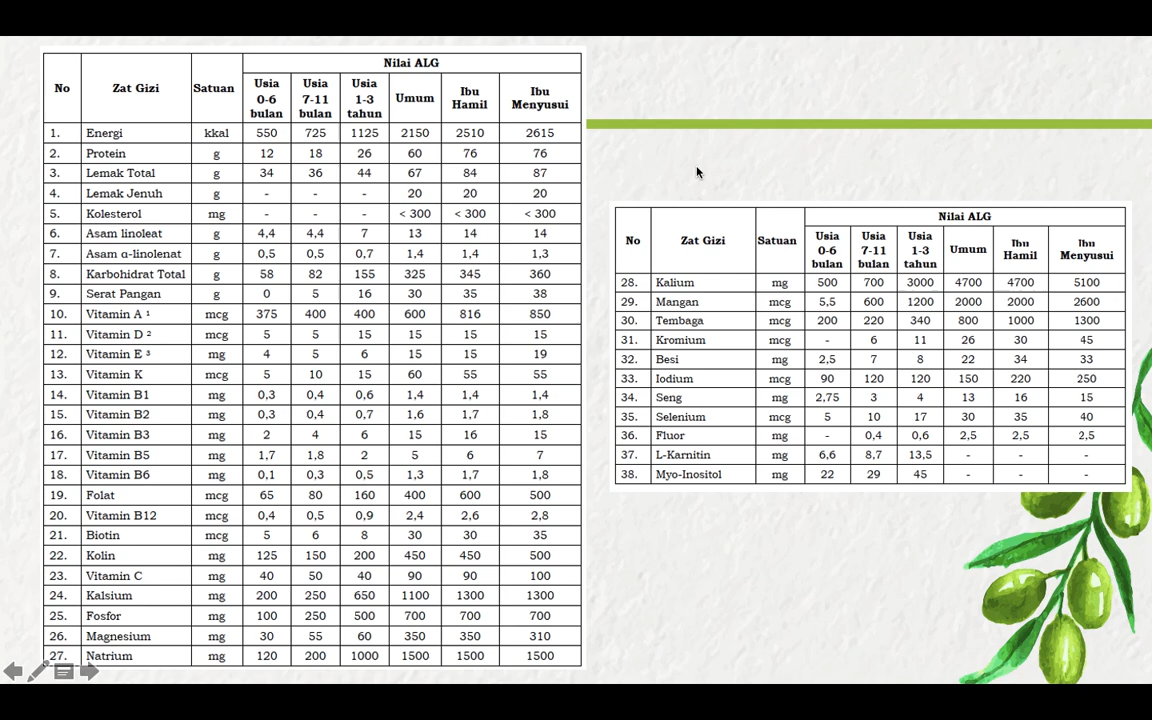 Nilai ALG
No Zat Gizi Satuan Usia 0-6 bulan Usia 7-11 bulan Usia 1-3 tahun Umum Ibu Hamil Ibu Menyusui
1. Energi kkal 550 725 1125 2150 2510 2615
2. Protein g 12 18 26 60 76 76
3. Lemak Total g 34 36 44 67 84 87
4. Lemak Jenuh g - - - 20 20 20
5. Kolesterol mg - - - < 300 < 300 < 300
6. Asam linoleat g 4,4 4,4 7 13 14 14
7. Asam α-linolenat g 0,5 0,5 0,7 1,4 1,4 1,3
8. Karbohidrat Total g 58 82 155 325 345 360
9. Serat Pangan g 0 5 16 30 35 38
10. Vitamin A ¹ mcg 375 400 400 600 816 850
11. Vitamin D ² mcg 5 5 15 15 15 15
12. Vitamin E ³ mg 4 5 6 15 15 19
13. Vitamin K mcg 5 10 15 60 55 55
14. Vitamin B1 mg 0,3 0,4 0,6 1,4 1,4 1,4
15. Vitamin B2 mg 0,3 0,4 0,7 1,6 1,7 1,8
16. Vitamin B3 mg 2 4 6 15 16 15
17. Vitamin B5 mg 1,7 1,8 2 5 6 7
18. Vitamin B6 mg 0,1 0,3 0,5 1,3 1,7 1,8
19. Folat mcg 65 80 160 400 600 500
20. Vitamin B12 mcg 0,4 0,5 0,9 2,4 2,6 2,8
21. Biotin mcg 5 6 8 30 30 35
22. Kolin mg 125 150 200 450 450 500
23. Vitamin C mg 40 50 40 90 90 100
24. Kalsium mg 200 250 650 1100 1300 1300
25. Fosfor mg 100 250 500 700 700 700
26. Magnesium mg 30 55 60 350 350 310
27. Natrium mg 120 200 1000 1500 1500 1500
Nilai ALG
No Zat Gizi Satuan Usia 0-6 bulan Usia 7-11 bulan Usia 1-3 tahun Umum Ibu Hamil Ibu Menyusui
28. Kalium mg 500 700 3000 4700 4700 5100
29. Mangan mcg 5,5 600 1200 2000 2000 2600
30. Tembaga mcg 200 220 340 800 1000 1300
31. Kromium mcg - 6 11 26 30 45
32. Besi mg 2,5 7 8 22 34 33
33. Iodium mcg 90 120 120 150 220 250
34. Seng mg 2,75 3 4 13 16 15
35. Selenium mcg 5 10 17 30 35 40
36. Fluor mg - 0,4 0,6 2,5 2,5 2,5
37. L-Karnitin mg 6,6 8,7 13,5 - - -
38. Myo-Inositol mg 22 29 45 - - -